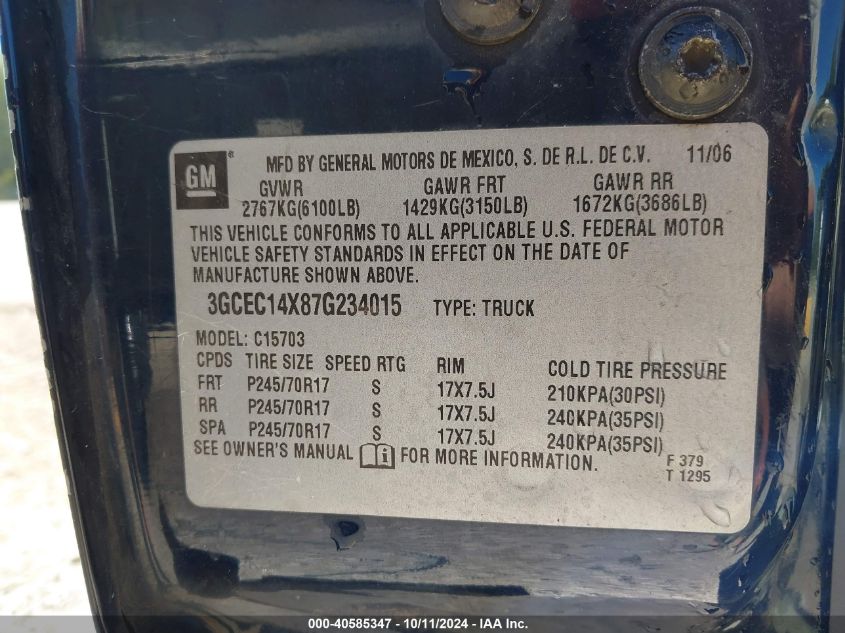 GM® MFD BY GENERAL MOTORS DE MEXICO, S. DE R.L. DE C.V. 11/06
GVWR GAWR FRT GAWR RR
2767KG(6100LB) 1429KG(3150LB) 1672KG(3686LB)
THIS VEHICLE CONFORMS TO ALL APPLICABLE U.S. FEDERAL MOTOR
VEHICLE SAFETY STANDARDS IN EFFECT ON THE DATE OF
MANUFACTURE SHOWN ABOVE.
3GCEC14X87G234015 TYPE: TRUCK
MODEL: C15703
CPDS TIRE SIZE SPEED RTG RIM COLD TIRE PRESSURE
FRT P245/70R17 S 17X7.5J 210KPA(30PSI)
RR P245/70R17 S 17X7.5J 240KPA(35PSI)
SPA P245/70R17 S 17X7.5J 240KPA(35PSI)
SEE OWNER'S MANUAL i FOR MORE INFORMATION.
F 379
T 1295
000-40585347 - 10/11/2024 - IAA Inc.